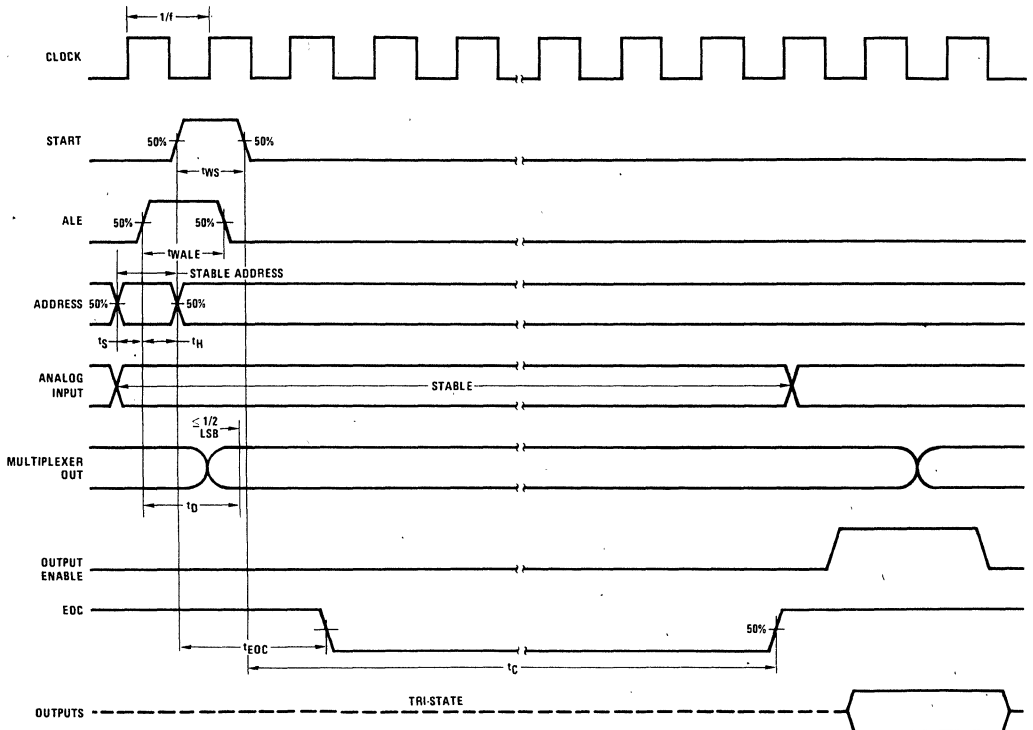 1/f
CLOCK
START
50%
50%
tWS
ALE
50%
50%
tWALE
STABLE ADDRESS
ADDRESS
50%
50%
tS
tH
ANALOG
INPUT
STABLE
≤ 1/2
LSB
MULTIPLEXER
OUT
tD
OUTPUT
ENABLE
EOC
50%
tEOC
tC
TRI-STATE
OUTPUTS